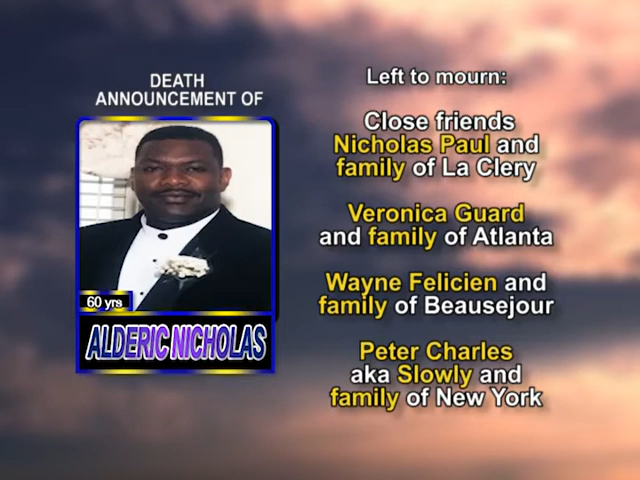 DEATH
ANNOUNCEMENT OF
60 yrs
ALDERIC NICHOLAS
Left to mourn:
Close friends
Nicholas Paul and
family of La Clery
Veronica Guard
and family of Atlanta
Wayne Felicien and
family of Beausejour
Peter Charles
aka Slowly and
family of New York